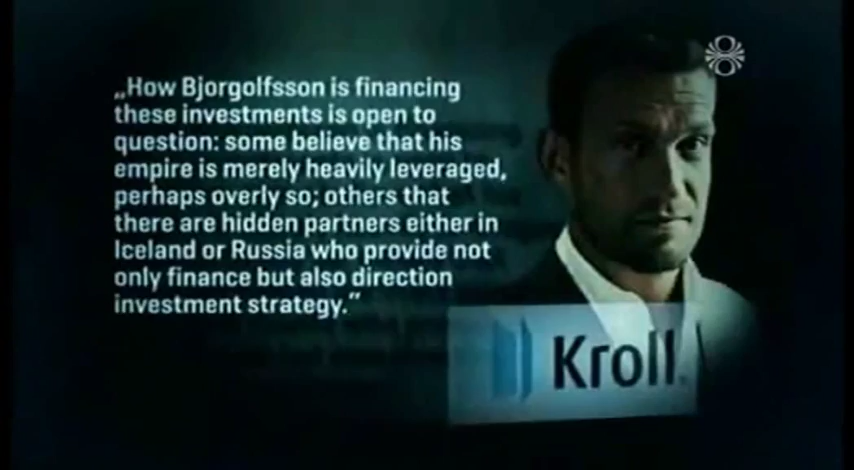 „How Bjorgolfsson is financing
these investments is open to
question: some believe that his
empire is merely heavily leveraged,
perhaps overly so; others that
there are hidden partners either in
Iceland or Russia who provide not
only finance but also direction
investment strategy.”
Kroll